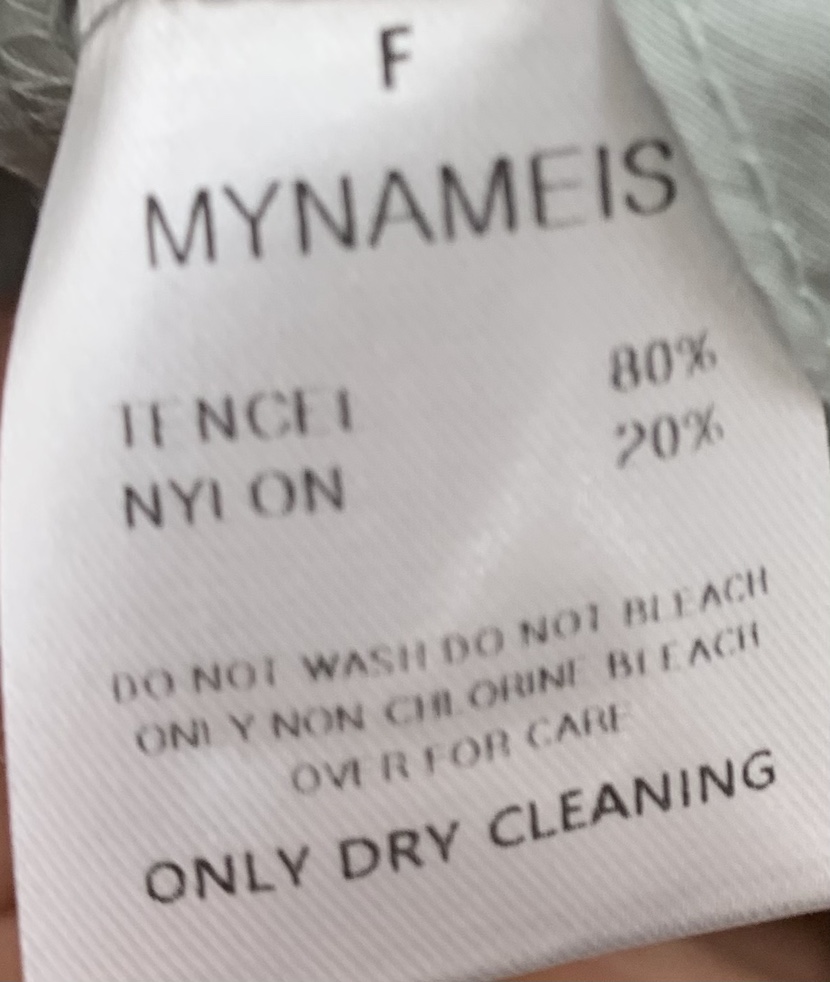 F
MYNAMEIS
TENCEL 80%
NYLON 20%
DO NOT WASH DO NOT BLEACH
ONLY NON CHLORINE BLEACH
OVER FOR CARE
ONLY DRY CLEANING